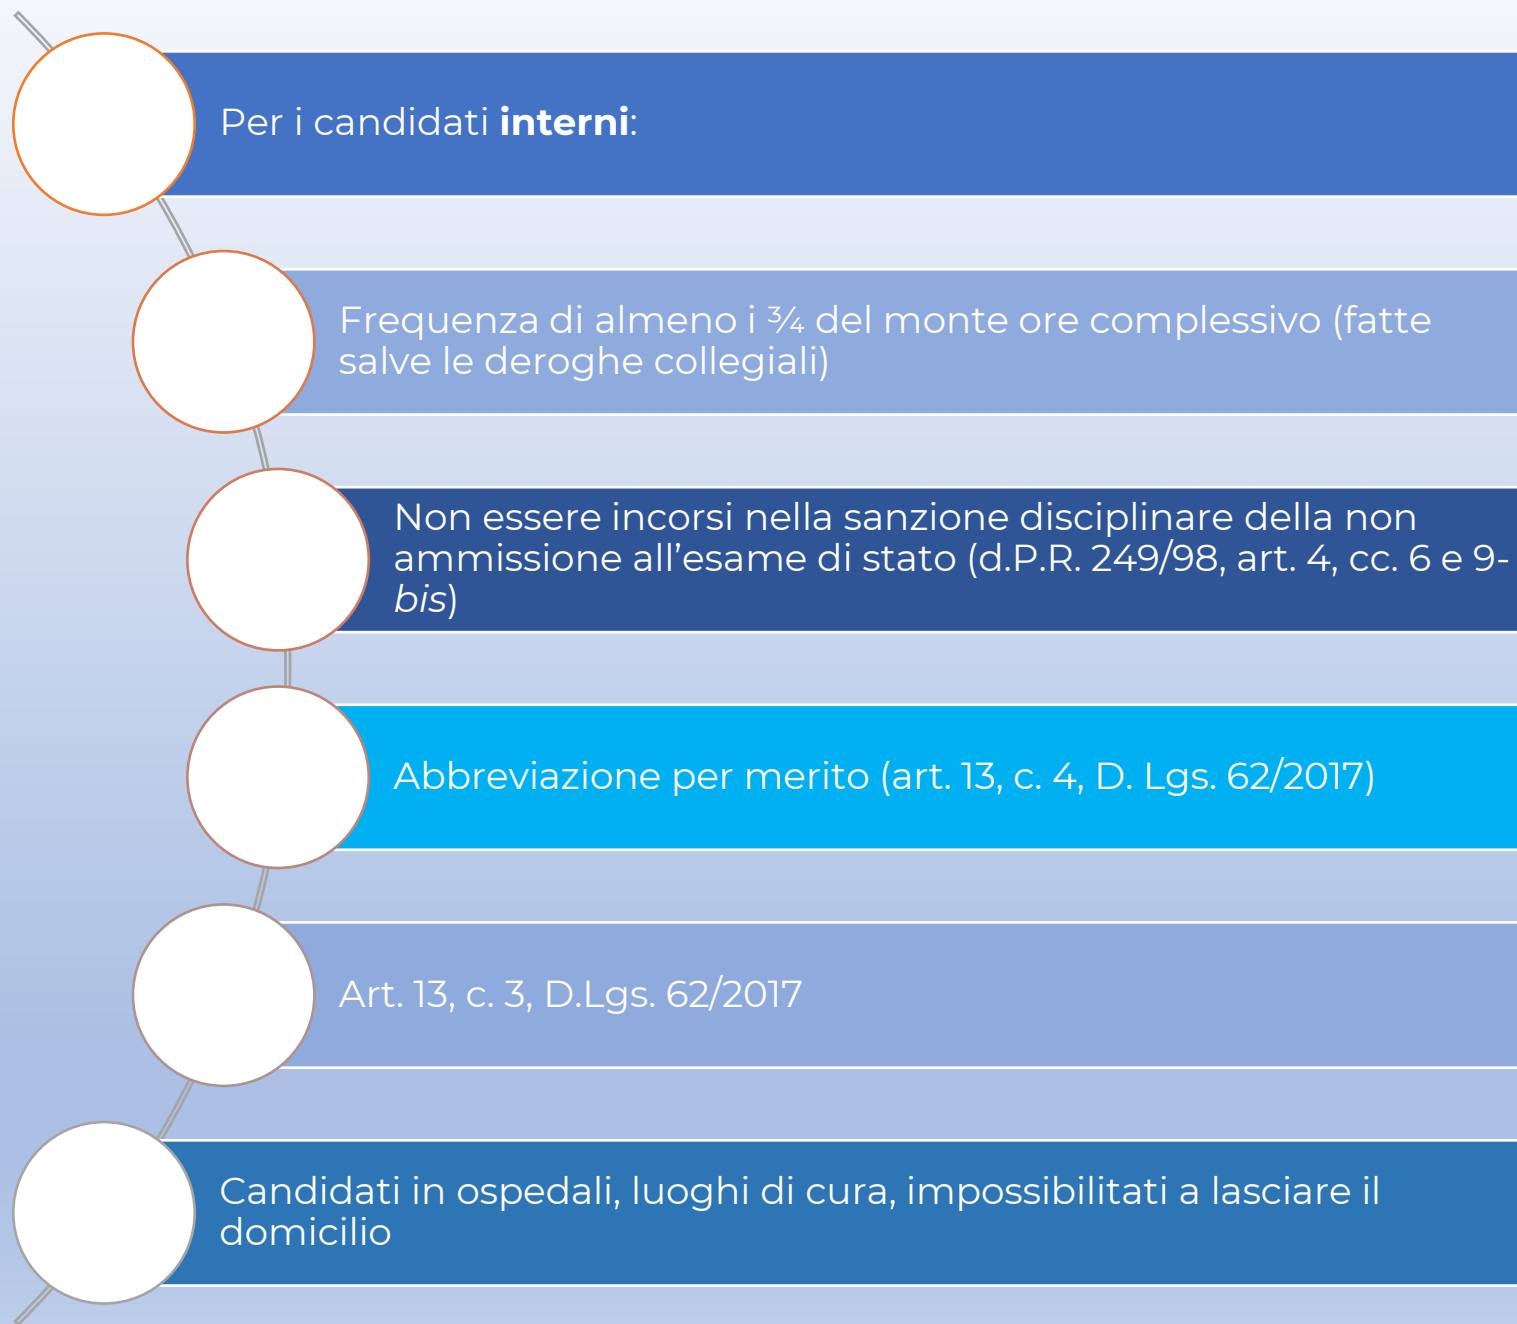 Per i candidati interni:
Frequenza di almeno i ¾ del monte ore complessivo (fatte
salve le deroghe collegiali)
Non essere incorsi nella sanzione disciplinare della non
ammissione all’esame di stato (d.P.R. 249/98, art. 4, cc. 6 e 9-
bis)
Abbreviazione per merito (art. 13, c. 4, D. Lgs. 62/2017)
Art. 13, c. 3, D.Lgs. 62/2017
Candidati in ospedali, luoghi di cura, impossibilitati a lasciare il
domicilio